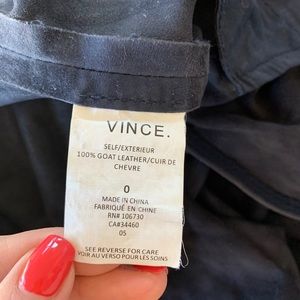 VINCE.
SELF/EXTERIEUR
100% GOAT LEATHER/CUIR DE
CHEVRE
0
MADE IN CHINA
FABRIQUÉ EN CHINE
RN# 106730
CA#34460
05
SEE REVERSE FOR CARE
VOIR AU VERSO POUR LES SOINS